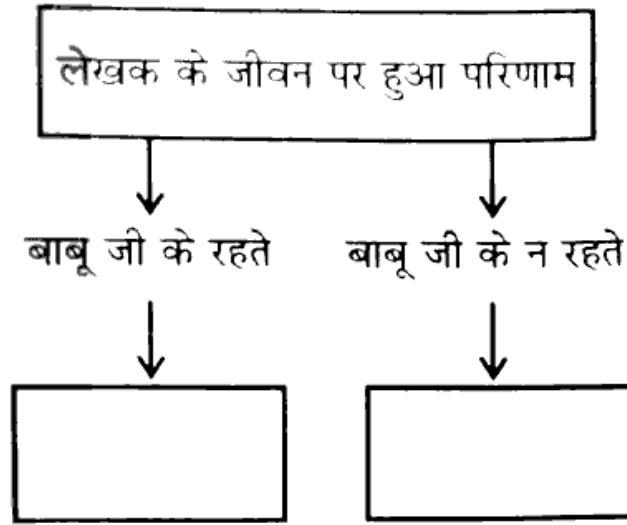 लेखक के जीवन पर हुआ परिणाम
बाबू जी के रहते
बाबू जी के न रहते